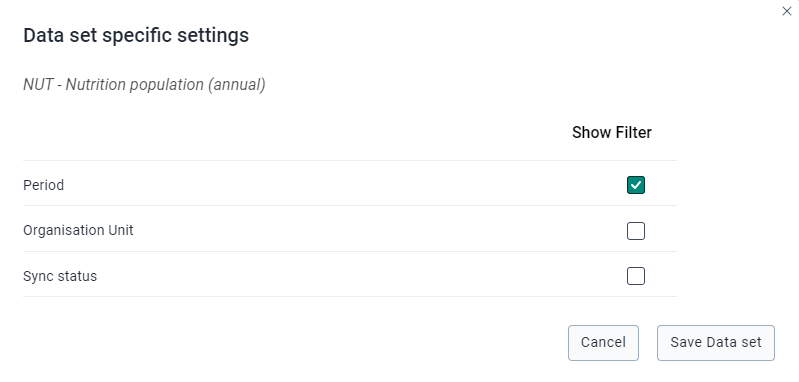 Data set specific settings
NUT - Nutrition population (annual)
Show Filter
Period
Organisation Unit
Sync status
Cancel Save Data set